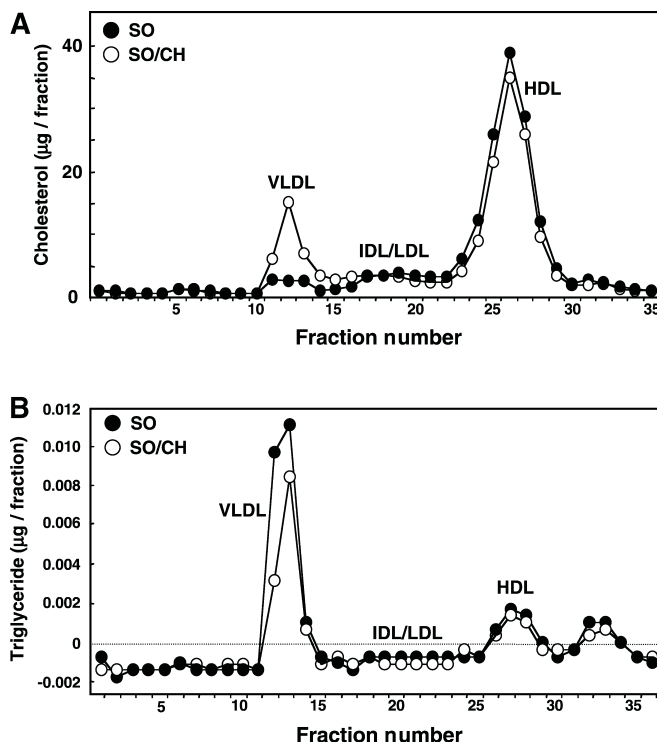 A
SO
SO/CH
40
20
0
Cholesterol (µg / fraction)
VLDL
IDL/LDL
HDL
5 10 15 20 25 30 35
Fraction number
B
SO
SO/CH
0.012
0.010
0.008
0.006
0.004
0.002
0
-0.002
Triglyceride (µg / fraction)
VLDL
IDL/LDL
HDL
5 10 15 20 25 30 35
Fraction number